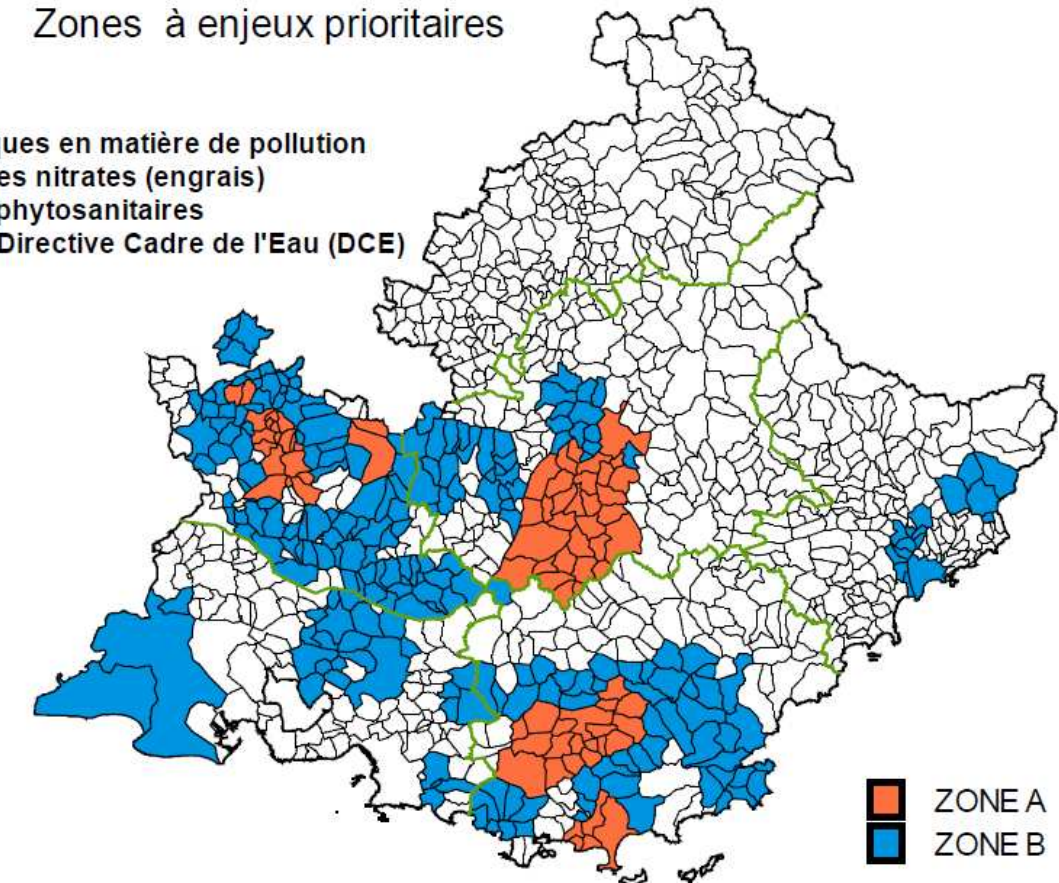 Zones à enjeux prioritaires
ques en matière de pollution
es nitrates (engrais)
phytosanitaires
Directive Cadre de l'Eau (DCE)
ZONE A
ZONE B